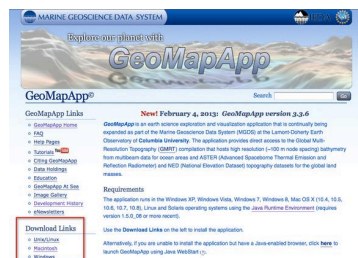 MARINE GEOSCIENCE DATA SYSTEM
IEDA
Explore our planet with
GeoMapApp
GeoMapApp©
Search
Go
GeoMapApp Links
GeoMapApp Home
FAQ
Help Pages
Tutorials You Tube
Citing GeoMapApp
Data Holdings
Education
GeoMapApp At Sea
Image Gallery
Development History
eNewsletters
Download Links
Unix/Linux
Macintosh
Windows
New! February 4, 2013: GeoMapApp version 3.3.6
GeoMapApp is an earth science exploration and visualization application that is continually being
expanded as part of the Marine Geoscience Data System (MGDS) at the Lamont-Doherty Earth
Observatory of Columbia University. The application provides direct access to the Global Multi-
Resolution Topography (GMRT) compilation that hosts high resolution (~100 m node spacing) bathymetry
from multibeam data for ocean areas and ASTER (Advanced Spaceborne Thermal Emission and
Reflection Radiometer) and NED (National Elevation Dataset) topography datasets for the global land
masses.
Requirements
The application runs in the Windows XP, Windows Vista, Windows 7, Windows 8, Mac OS X (10.4, 10.5,
10.6, 10.7, 10.8), Linux and Solaris operating systems using the Java Runtime Environment (requires
version 1.5.0_08 or more recent).
Use the Download Links on the left to install the application.
Alternatively, if you are unable to install the application but have a Java-enabled browser, click here to
launch GeoMapApp using Java WebStart